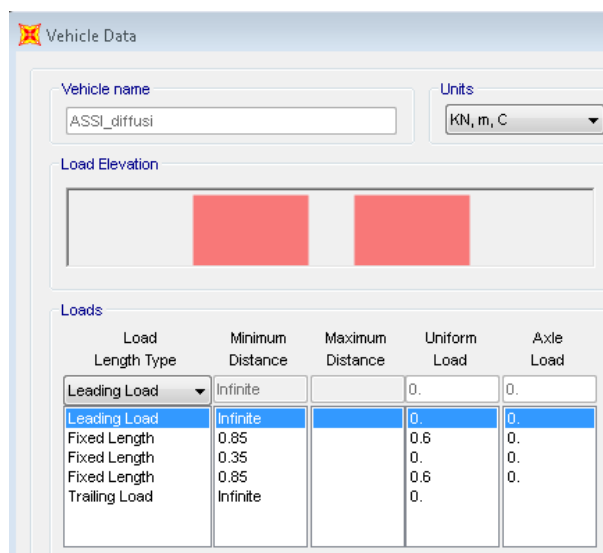 Vehicle Data
Vehicle name
Units
ASSI_diffusi
KN, m, C
Load Elevation
Loads
Load Length Type Minimum Distance Maximum Distance Uniform Load Axle Load
Leading Load Infinite 0. 0.
Leading Load Infinite 0. 0.
Fixed Length 0.85 0.6 0.
Fixed Length 0.35 0. 0.
Fixed Length 0.85 0.6 0.
Trailing Load Infinite 0.